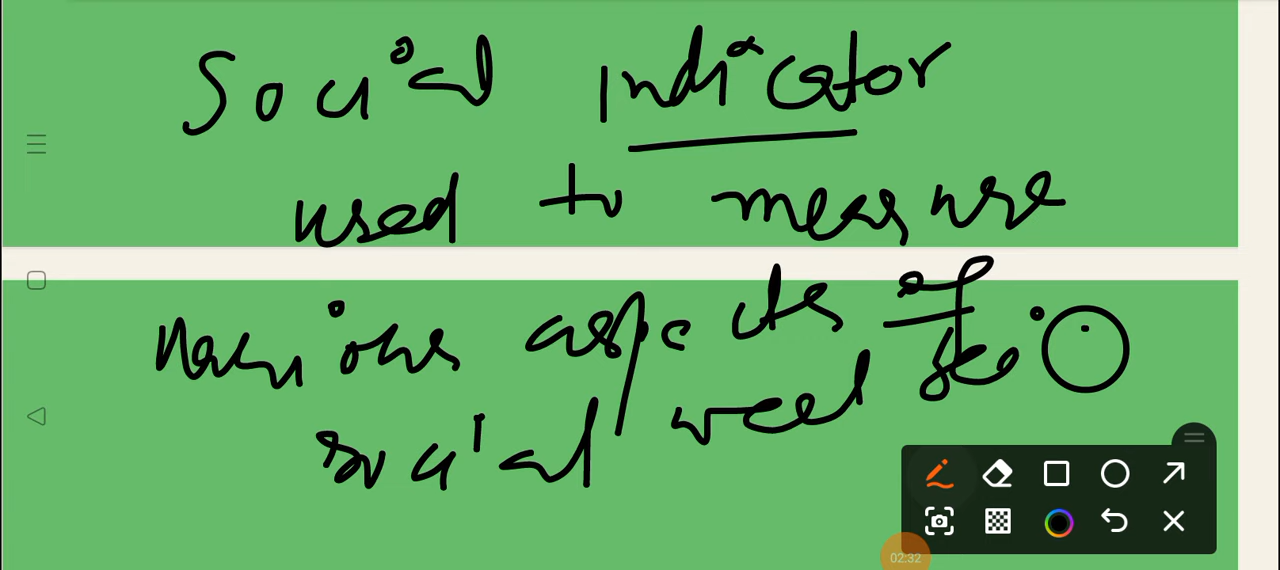 Social Indicator
used to measure
various aspects of
social well
02:32